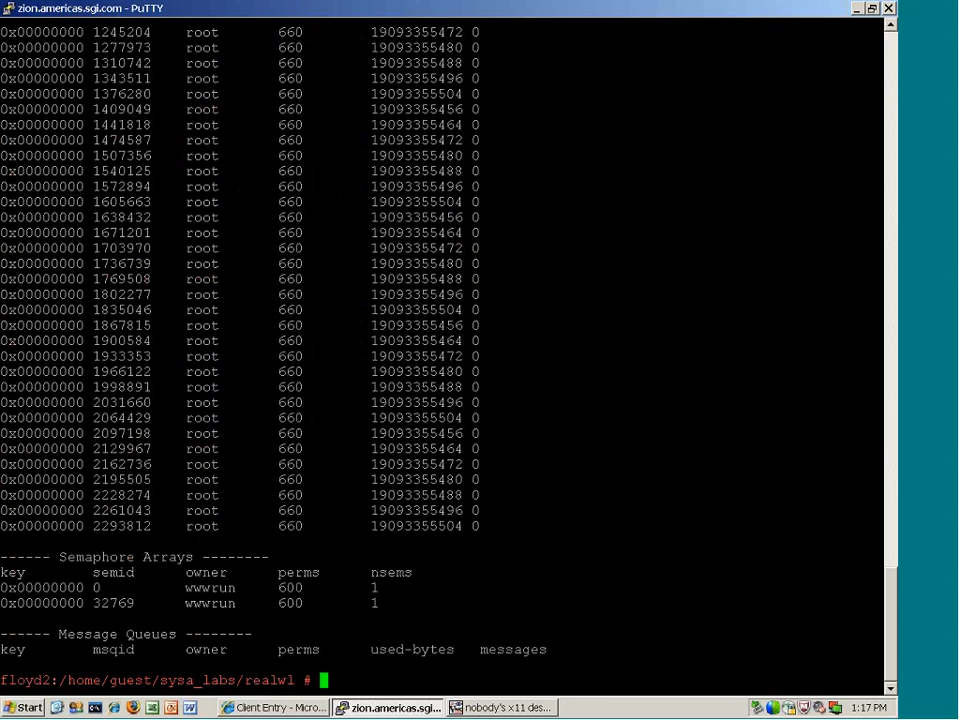 zion.americas.sgi.com - PuTTY
0x00000000 1245204 root 660 19093355472 0
0x00000000 1277973 root 660 19093355480 0
0x00000000 1310742 root 660 19093355488 0
0x00000000 1343511 root 660 19093355496 0
0x00000000 1376280 root 660 19093355504 0
0x00000000 1409049 root 660 19093355456 0
0x00000000 1441818 root 660 19093355464 0
0x00000000 1474587 root 660 19093355472 0
0x00000000 1507356 root 660 19093355480 0
0x00000000 1540125 root 660 19093355488 0
0x00000000 1572894 root 660 19093355496 0
0x00000000 1605663 root 660 19093355504 0
0x00000000 1638432 root 660 19093355456 0
0x00000000 1671201 root 660 19093355464 0
0x00000000 1703970 root 660 19093355472 0
0x00000000 1736739 root 660 19093355480 0
0x00000000 1769508 root 660 19093355488 0
0x00000000 1802277 root 660 19093355496 0
0x00000000 1835046 root 660 19093355504 0
0x00000000 1867815 root 660 19093355456 0
0x00000000 1900584 root 660 19093355464 0
0x00000000 1933353 root 660 19093355472 0
0x00000000 1966122 root 660 19093355480 0
0x00000000 1998891 root 660 19093355488 0
0x00000000 2031660 root 660 19093355496 0
0x00000000 2064429 root 660 19093355504 0
0x00000000 2097198 root 660 19093355456 0
0x00000000 2129967 root 660 19093355464 0
0x00000000 2162736 root 660 19093355472 0
0x00000000 2195505 root 660 19093355480 0
0x00000000 2228274 root 660 19093355488 0
0x00000000 2261043 root 660 19093355496 0
0x00000000 2293812 root 660 19093355504 0
------ Semaphore Arrays --------
key semid owner perms nsems
0x00000000 0 wwwrun 600 1
0x00000000 32769 wwwrun 600 1
------ Message Queues --------
key msqid owner perms used-bytes messages
floyd2:/home/guest/sysa_labs/realwl #
Start Client Entry - Micro... zion.americas.sgi... nobody's x11 des... 1:17 PM